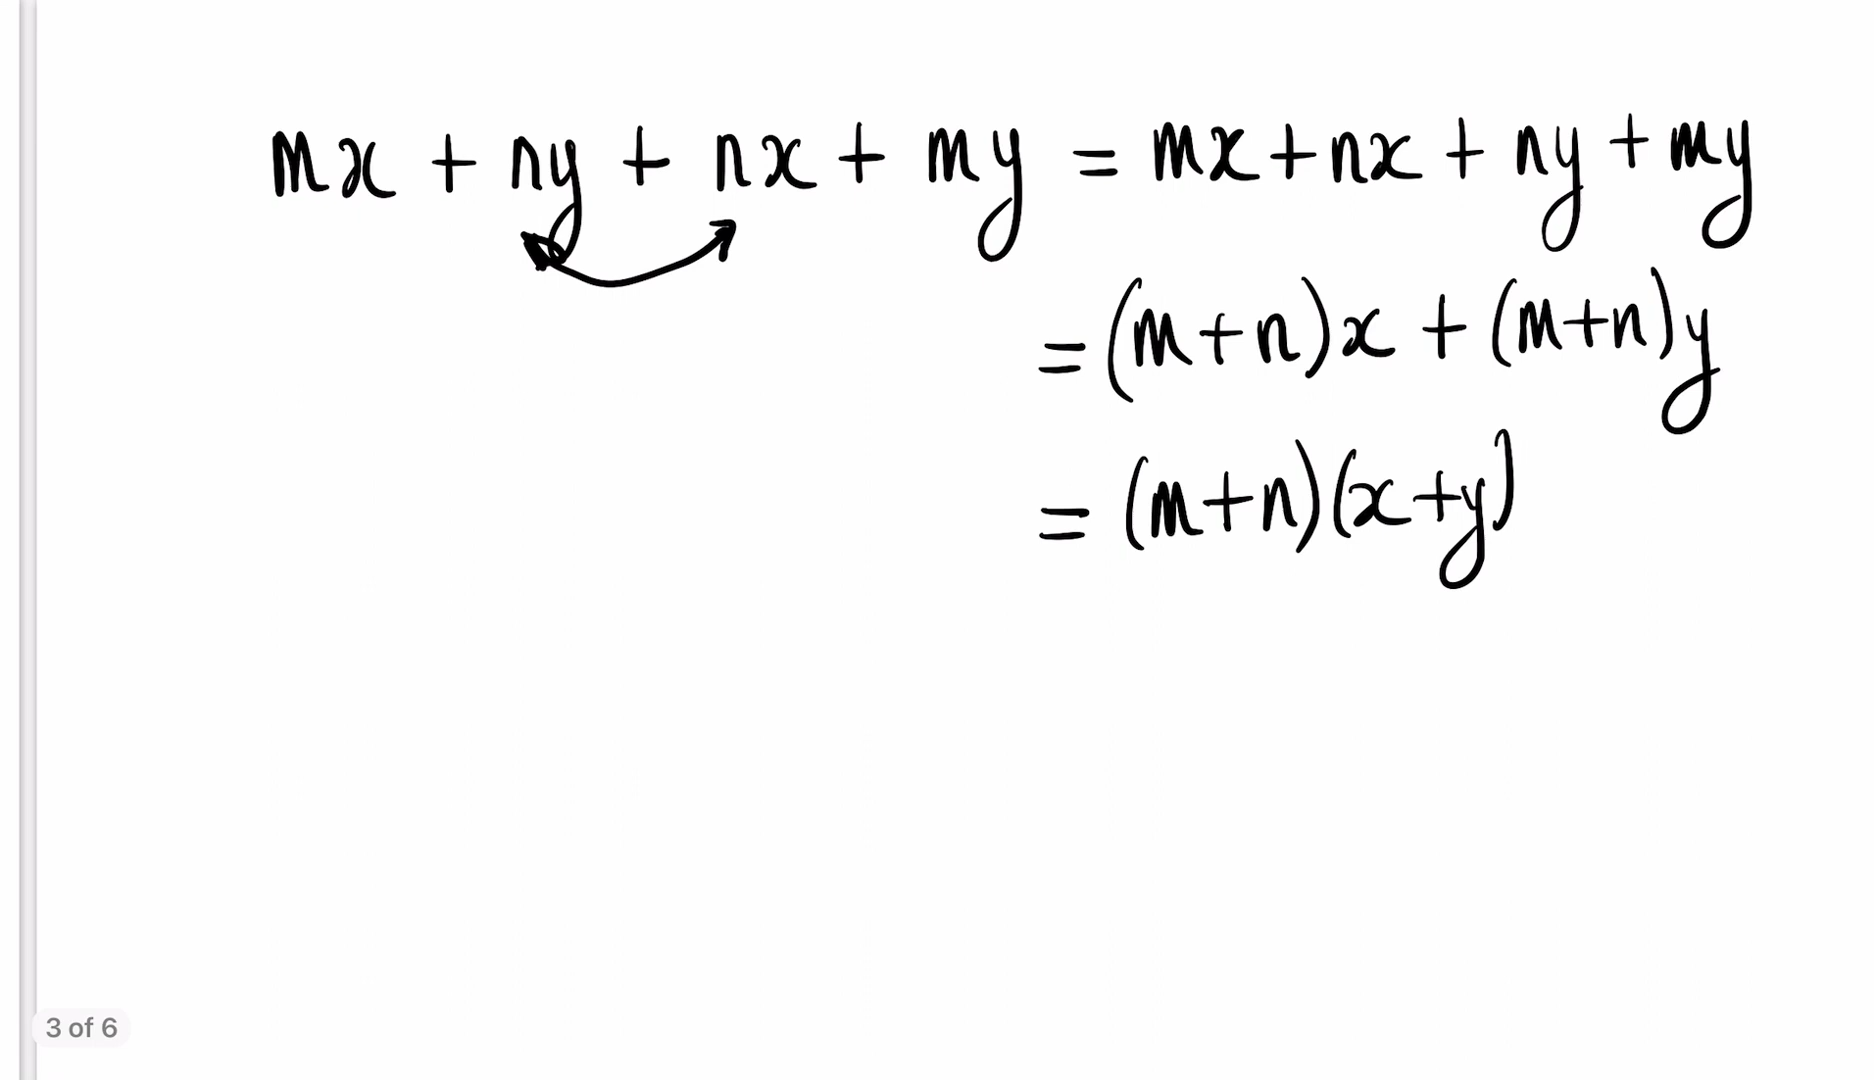 mx + ny + nx + my = mx + nx + ny + my
= (m+n)x + (m+n)y
= (m+n)(x+y)
3 of 6